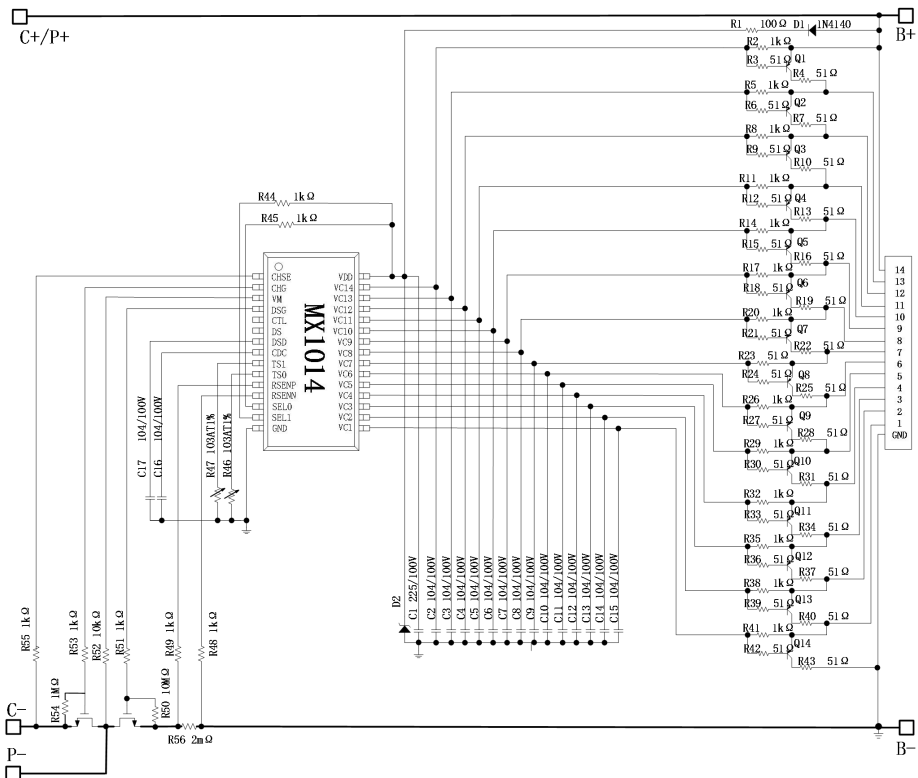 C+/P+
B+
R1 100Ω D1 1N4140
R2 1kΩ
R3 51Ω Q1
R4 51Ω
R5 1kΩ
R6 51Ω Q2
R7 51Ω
R8 1kΩ
R9 51Ω Q3
R10 51Ω
R11 1kΩ
R12 51Ω Q4
R13 51Ω
R14 1kΩ
R15 51Ω Q5
R16 51Ω
R17 1kΩ
R18 51Ω Q6
R19 51Ω
R20 1kΩ
R21 51Ω Q7
R22 51Ω
R23 51Ω
R24 51Ω Q8
R25 51Ω
R26 1kΩ
R27 51Ω Q9
R28 51Ω
R29 1kΩ
R30 51Ω Q10
R31 51Ω
R32 1kΩ
R33 51Ω Q11
R34 51Ω
R35 1kΩ
R36 51Ω Q12
R37 51Ω
R38 1kΩ
R39 51Ω Q13
R40 51Ω
R41 1kΩ
R42 51Ω Q14
R43 51Ω
14
13
12
11
10
9
8
7
6
5
4
3
2
1
GND
R44 1kΩ
R45 1kΩ
MX1014
CHSE
CHG
VM
DSG
CTL
DS
DSD
CDC
TS1
TS0
RSENP
RSENN
SEL0
SEL1
GND
VDD
VC14
VC13
VC12
VC11
VC10
VC9
VC8
VC7
VC6
VC5
VC4
VC3
VC2
VC1
C17 104/100V
C16 104/100V
R47 103AT1%
R46 103AT1%
D2
C1 225/100V
C2 104/100V
C3 104/100V
C4 104/100V
C5 104/100V
C6 104/100V
C7 104/100V
C8 104/100V
C9 104/100V
C10 104/100V
C11 104/100V
C12 104/100V
C13 104/100V
C14 104/100V
C15 104/100V
R55 1kΩ
R54 1MΩ
R53 1kΩ
R52 10kΩ
R51 1kΩ
R50 10MΩ
R49 1kΩ
R48 1kΩ
R56 2mΩ
C-
P-
B-